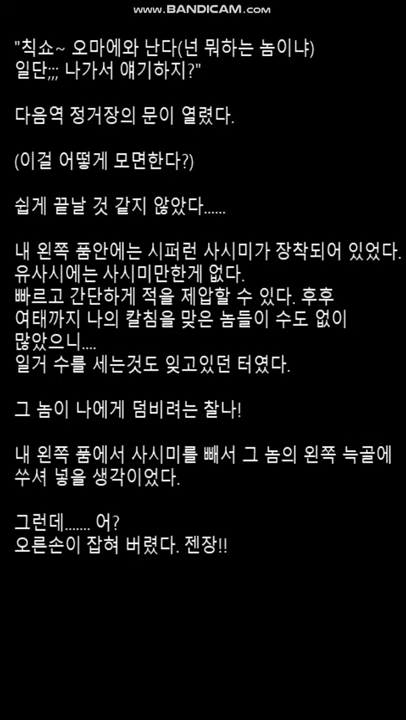 WWW.BANDICAM.COM
"칙쇼~ 오마에와 난다(넌 뭐하는 놈이냐)
일단;;; 나가서 얘기하지?"
다음역 정거장의 문이 열렸다.
(이걸 어떻게 모면한다?)
쉽게 끝날 것 같지 않았다......
내 왼쪽 품안에는 시퍼런 사시미가 장착되어 있었다.
유사시에는 사시미만한게 없다.
빠르고 간단하게 적을 제압할 수 있다. 후후
여태까지 나의 칼침을 맞은 놈들이 수도 없이
많았으니....
일거 수를 세는것도 잊고있던 터였다.
그 놈이 나에게 덤비려는 찰나!
내 왼쪽 품에서 사시미를 빼서 그 놈의 왼쪽 늑골에
쑤셔 넣을 생각이었다.
그런데....... 어?
오른손이 잡혀 버렸다. 젠장!!